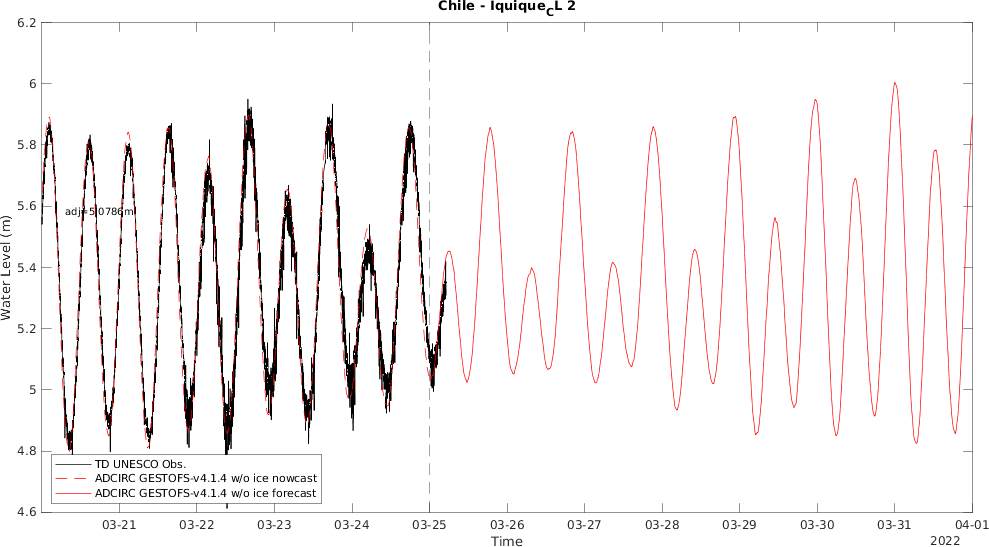 Chile - Iquique_CL 2
6.2
6
5.8
5.6
5.4
5.2
5
4.8
4.6
Water Level (m)
adj=5.0786m
TD UNESCO Obs.
ADCIRC GESTOFS-v4.1.4 w/o ice nowcast
ADCIRC GESTOFS-v4.1.4 w/o ice forecast
03-21 03-22 03-23 03-24 03-25 03-26 03-27 03-28 03-29 03-30 03-31 04-01
Time
2022